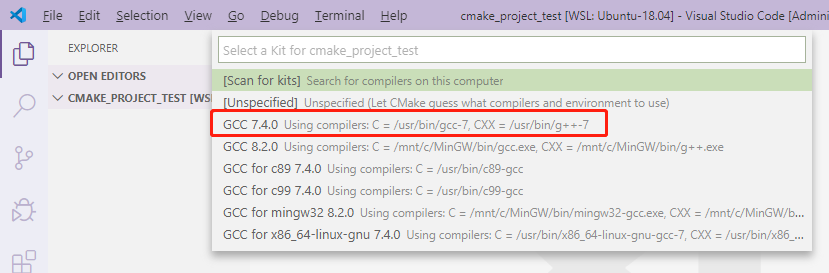 File Edit Selection View Go Debug Terminal Help cmake_project_test [WSL: Ubuntu-18.04] - Visual Studio Code [Admini
EXPLORER
Select a Kit for cmake_project_test
OPEN EDITORS
[Scan for kits] Search for compilers on this computer
CMAKE_PROJECT_TEST [WS
[Unspecified] Unspecified (Let CMake guess what compilers and environment to use)
GCC 7.4.0 Using compilers: C = /usr/bin/gcc-7, CXX = /usr/bin/g++-7
GCC 8.2.0 Using compilers: C = /mnt/c/MinGW/bin/gcc.exe, CXX = /mnt/c/MinGW/bin/g++.exe
GCC for c89 7.4.0 Using compilers: C = /usr/bin/c89-gcc
GCC for c99 7.4.0 Using compilers: C = /usr/bin/c99-gcc
GCC for mingw32 8.2.0 Using compilers: C = /mnt/c/MinGW/bin/mingw32-gcc.exe, CXX = /mnt/c/MinGW/b...
GCC for x86_64-linux-gnu 7.4.0 Using compilers: C = /usr/bin/x86_64-linux-gnu-gcc-7, CXX = /usr/bin/x86_...